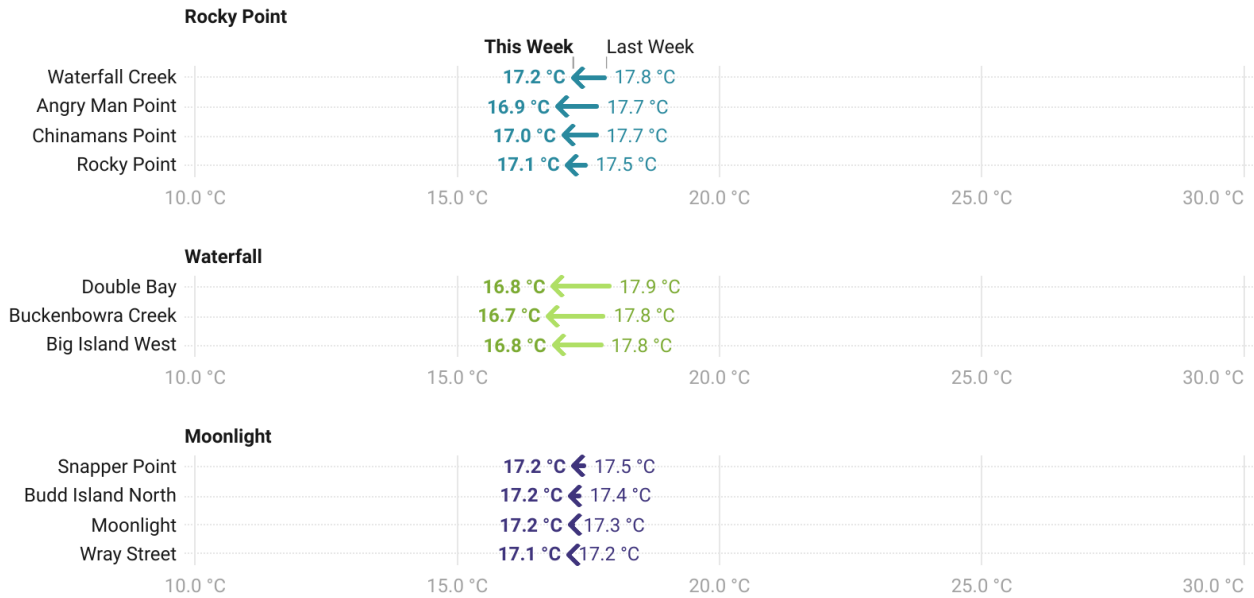 Rocky Point
This Week Last Week
Waterfall Creek 17.2 °C 17.8 °C
Angry Man Point 16.9 °C 17.7 °C
Chinamans Point 17.0 °C 17.7 °C
Rocky Point 17.1 °C 17.5 °C
10.0 °C 15.0 °C 20.0 °C 25.0 °C 30.0 °C
Waterfall
Double Bay 16.8 °C 17.9 °C
Buckenbowra Creek 16.7 °C 17.8 °C
Big Island West 16.8 °C 17.8 °C
10.0 °C 15.0 °C 20.0 °C 25.0 °C 30.0 °C
Moonlight
Snapper Point 17.2 °C 17.5 °C
Budd Island North 17.2 °C 17.4 °C
Moonlight 17.2 °C 17.3 °C
Wray Street 17.1 °C 17.2 °C
10.0 °C 15.0 °C 20.0 °C 25.0 °C 30.0 °C